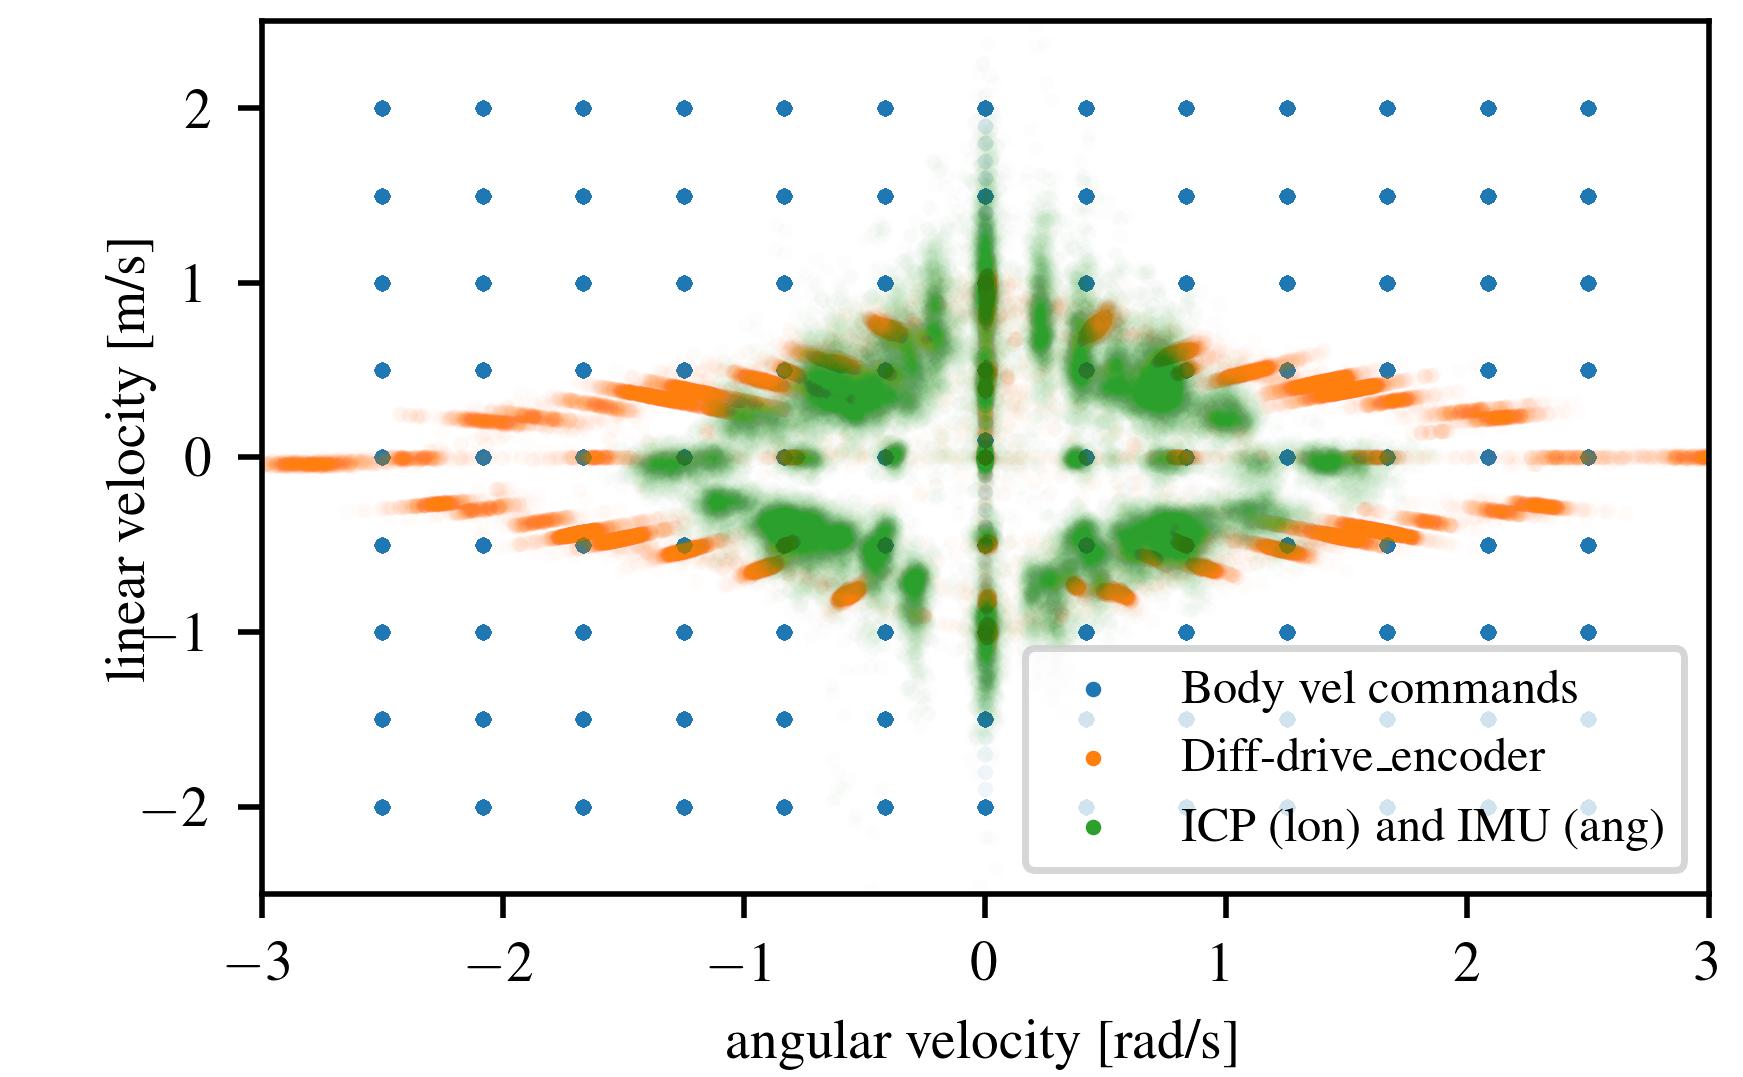 linear velocity [m/s]
2
1
0
−1
−2
−3
−2
−1
0
1
2
3
angular velocity [rad/s]
Body vel commands
Diff-drive_encoder
ICP (lon) and IMU (ang)